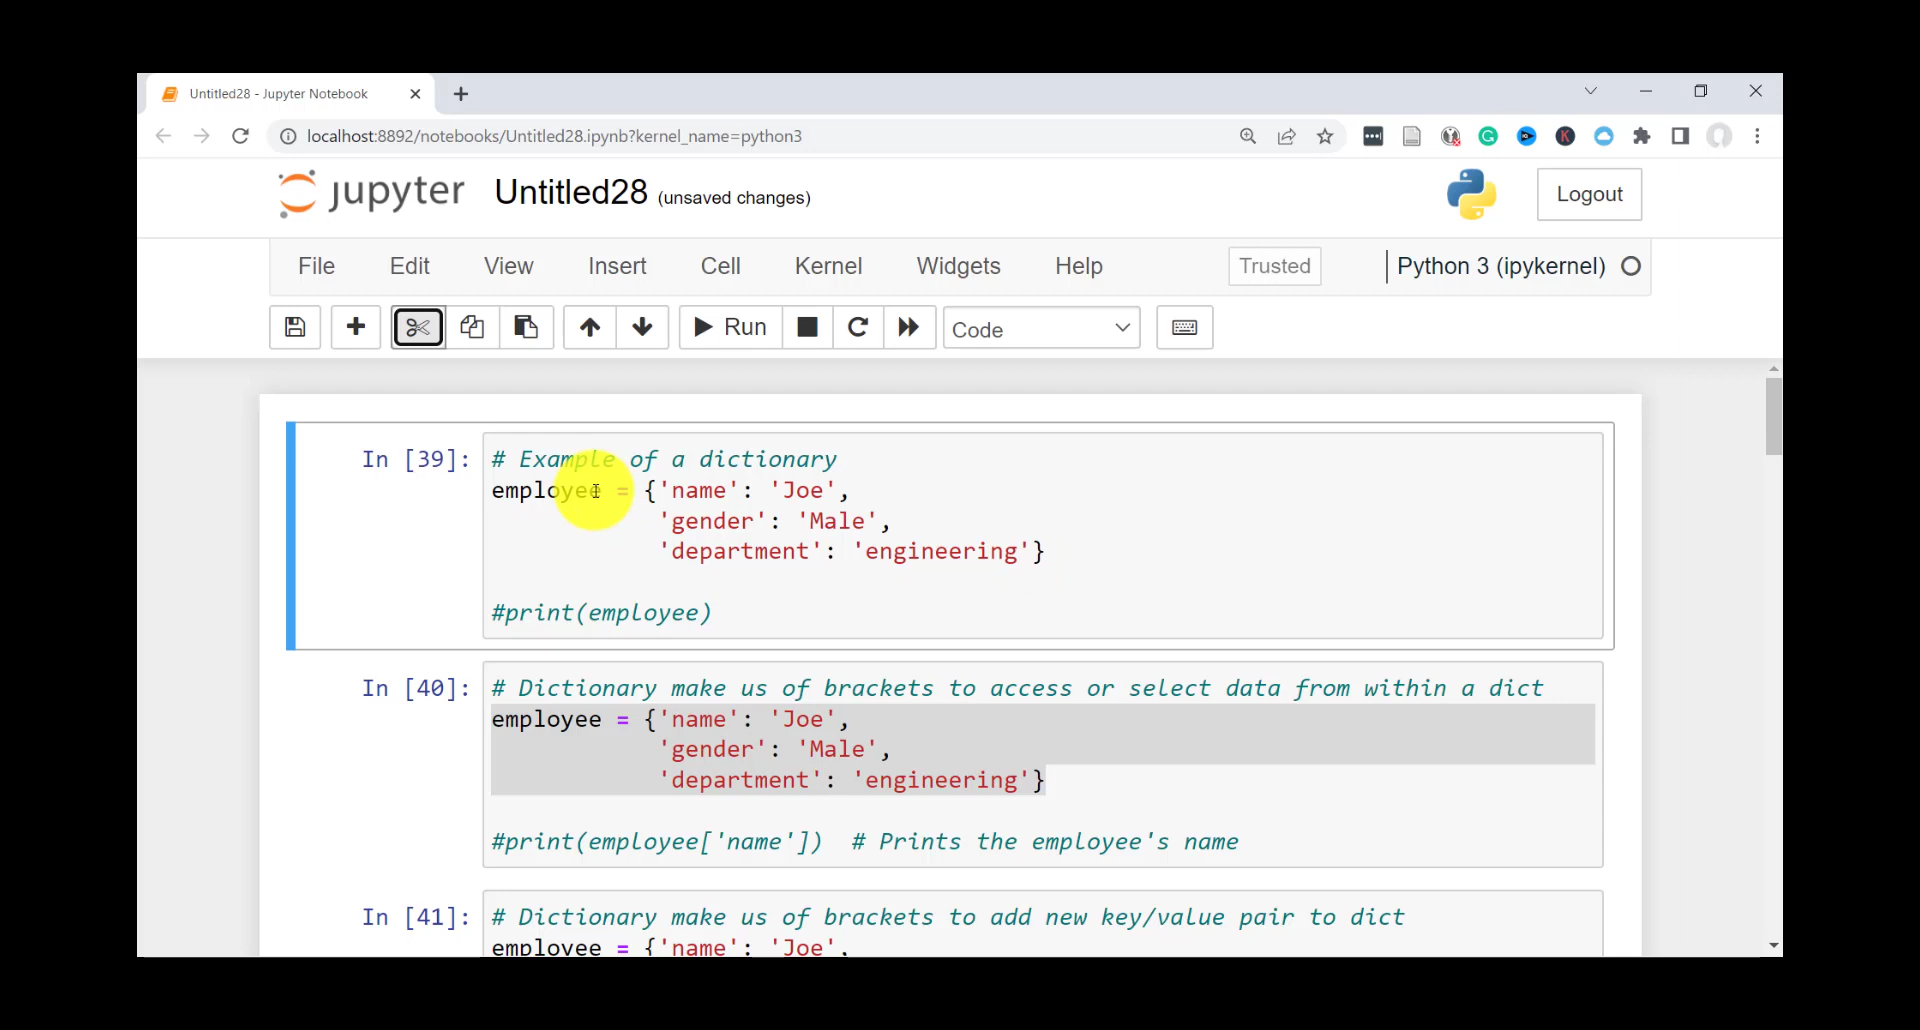 Untitled28 - Jupyter Notebook
localhost:8892/notebooks/Untitled28.ipynb?kernel_name=python3
jupyter Untitled28 (unsaved changes) Logout
File Edit View Insert Cell Kernel Widgets Help Trusted Python 3 (ipykernel)
Run Code
In [39]: # Example of a dictionary
employee = {'name': 'Joe',
'gender': 'Male',
'department': 'engineering'}
#print(employee)
In [40]: # Dictionary make us of brackets to access or select data from within a dict
employee = {'name': 'Joe',
'gender': 'Male',
'department': 'engineering'}
#print(employee['name']) # Prints the employee's name
In [41]: # Dictionary make us of brackets to add new key/value pair to dict
employee = {'name': 'Joe',